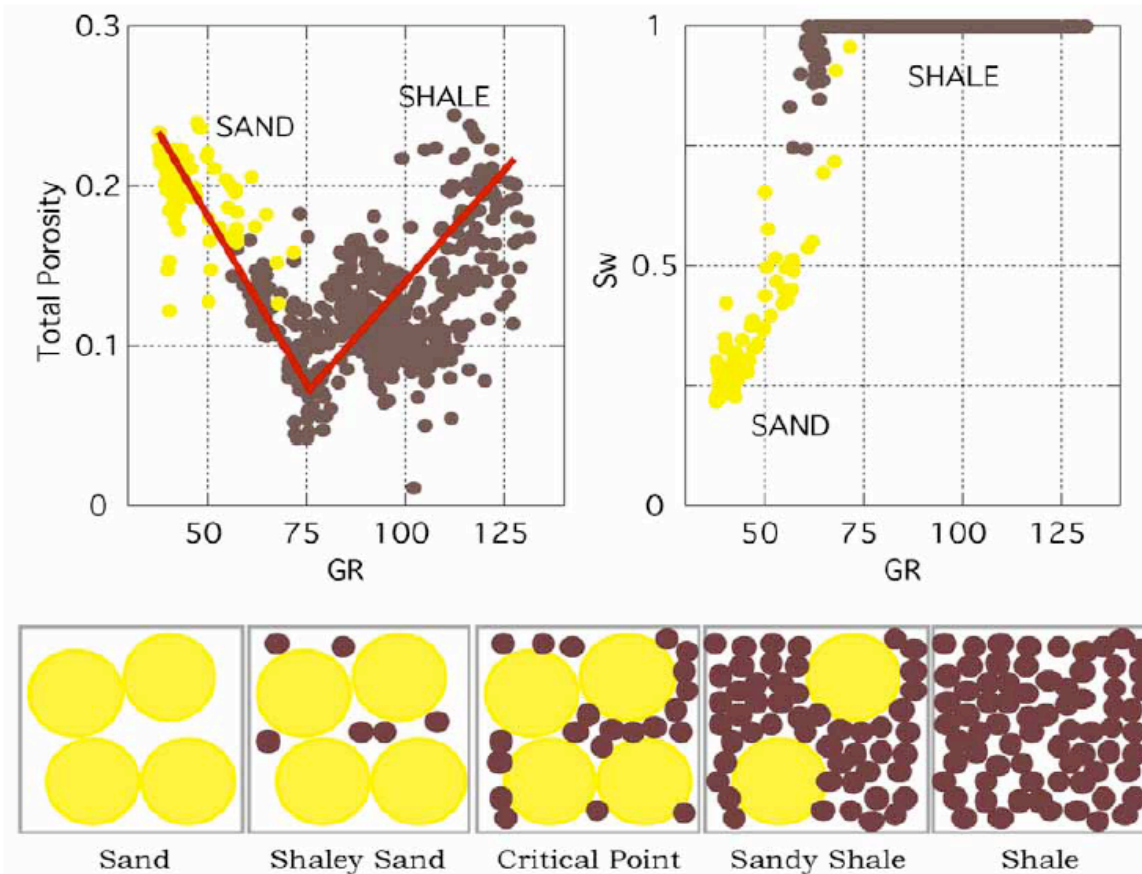 0.3
0.2
0.1
0
Total Porosity
SAND
SHALE
50
75
100
125
GR
1
0.5
0
Sw
SHALE
SAND
50
75
100
125
GR
Sand
Shaley Sand
Critical Point
Sandy Shale
Shale